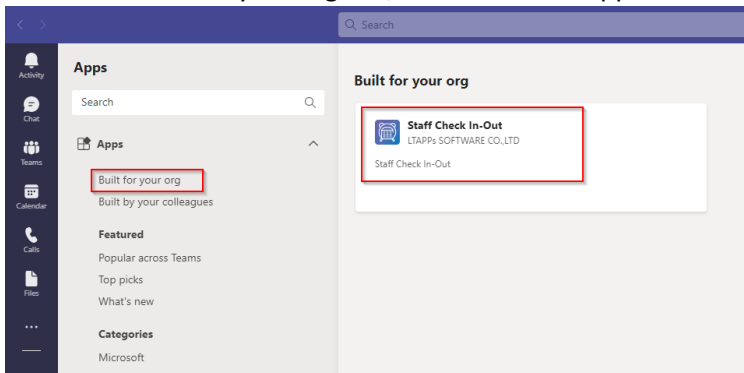 Search
Activity
Chat
Teams
Calendar
Calls
Files
Apps
Search
Apps
Built for your org
Built by your colleagues
Featured
Popular across Teams
Top picks
What's new
Categories
Microsoft
Built for your org
Staff Check In-Out
LTAPPs SOFTWARE CO.,LTD
Staff Check In-Out